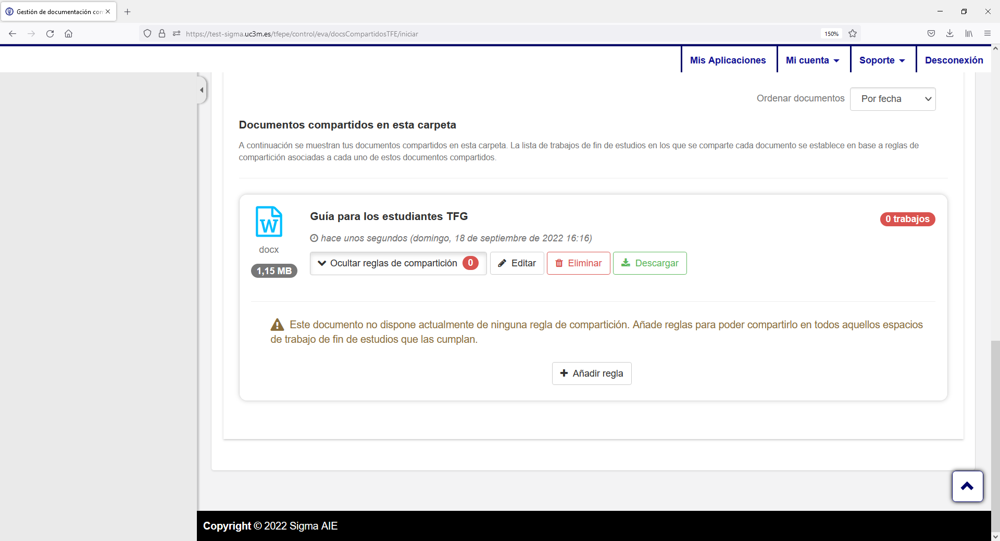 Gestión de documentación con
https://test-sigma.uc3m.es/tfepe/control/eva/docsCompartidosTFE/iniciar
150%
Mis Aplicaciones
Mi cuenta
Soporte
Desconexión
Ordenar documentos
Por fecha
Documentos compartidos en esta carpeta
A continuación se muestran tus documentos compartidos en esta carpeta. La lista de trabajos de fin de estudios en los que se comparte cada documento se establece en base a reglas de
compartición asociadas a cada uno de estos documentos compartidos.
W
docx
1,15 MB
Guía para los estudiantes TFG
0 trabajos
hace unos segundos (domingo, 18 de septiembre de 2022 16:16)
Ocultar reglas de compartición 0
Editar
Eliminar
Descargar
Este documento no dispone actualmente de ninguna regla de compartición. Añade reglas para poder compartirlo en todos aquellos espacios
de trabajo de fin de estudios que las cumplan.
Añadir regla
Copyright © 2022 Sigma AIE